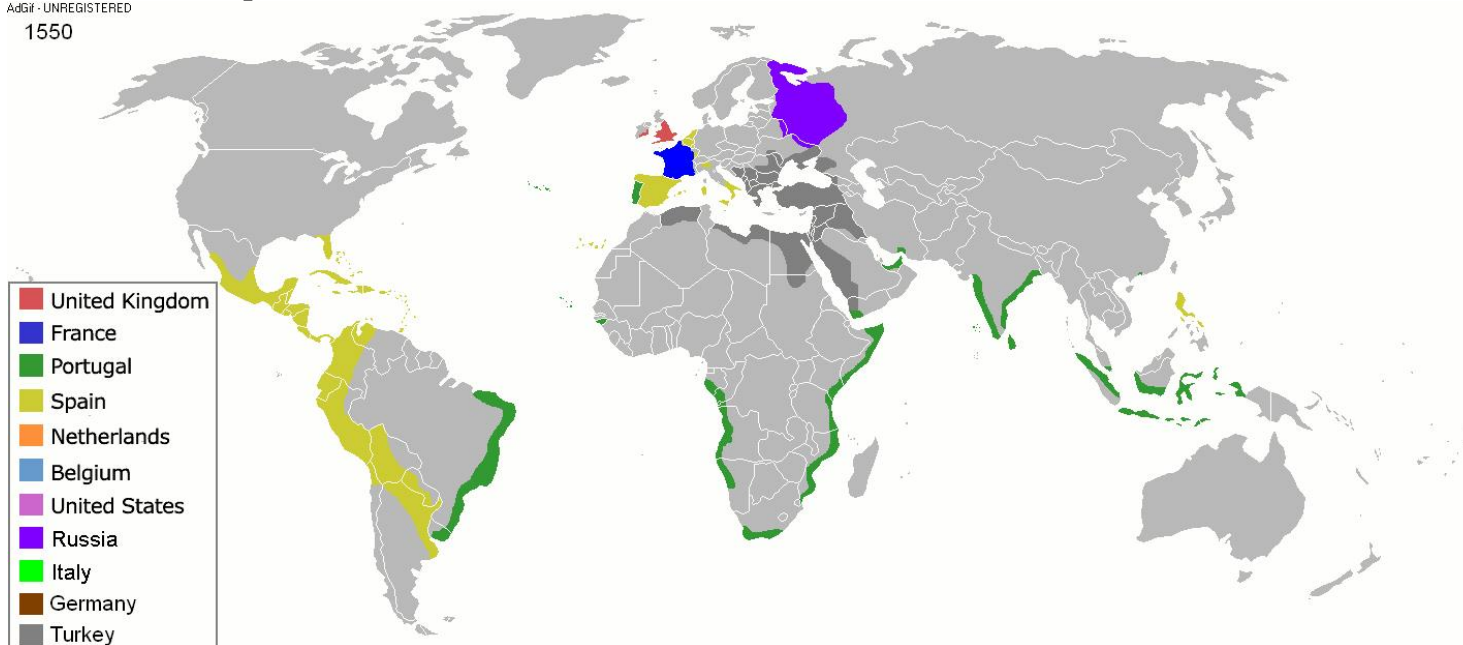 AdGif - UNREGISTERED
1550
United Kingdom
France
Portugal
Spain
Netherlands
Belgium
United States
Russia
Italy
Germany
Turkey